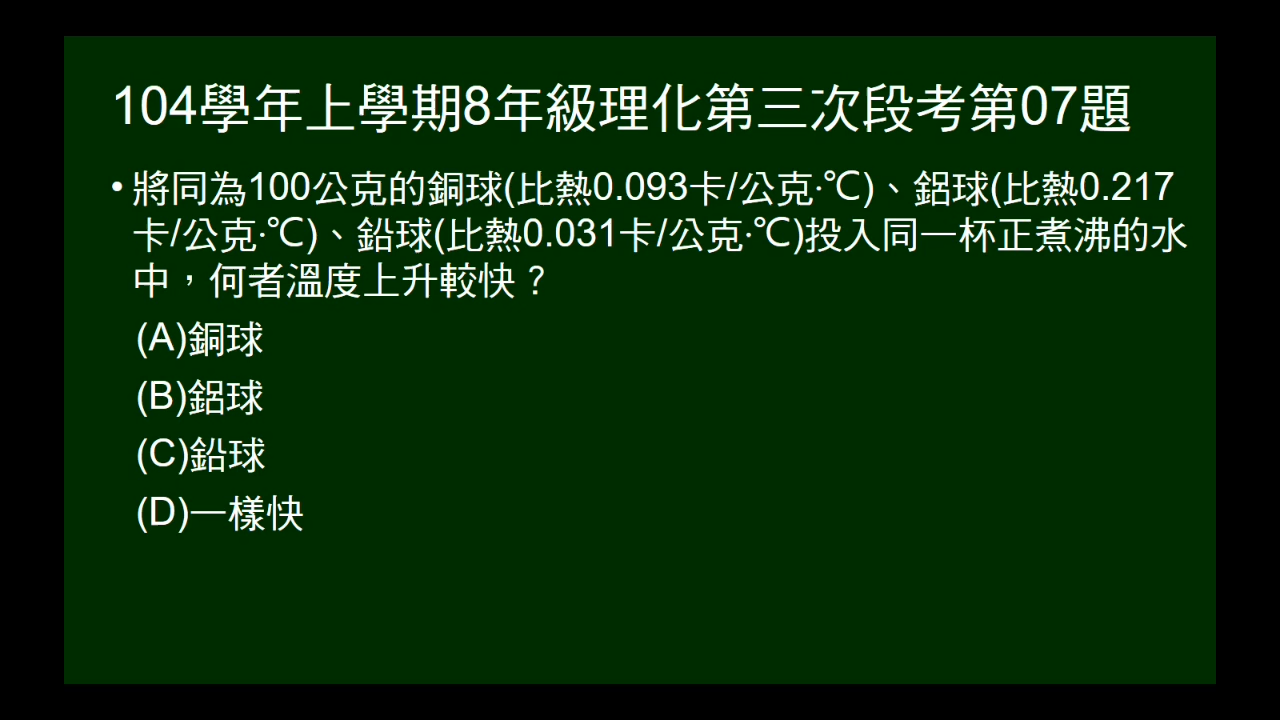 104學年上學期8年級理化第三次段考第07題
•將同為100公克的銅球(比熱0.093卡/公克·℃)、鋁球(比熱0.217
卡/公克·℃)、鉛球(比熱0.031卡/公克·℃)投入同一杯正煮沸的水
中，何者溫度上升較快？
(A)銅球
(B)鋁球
(C)鉛球
(D)一樣快